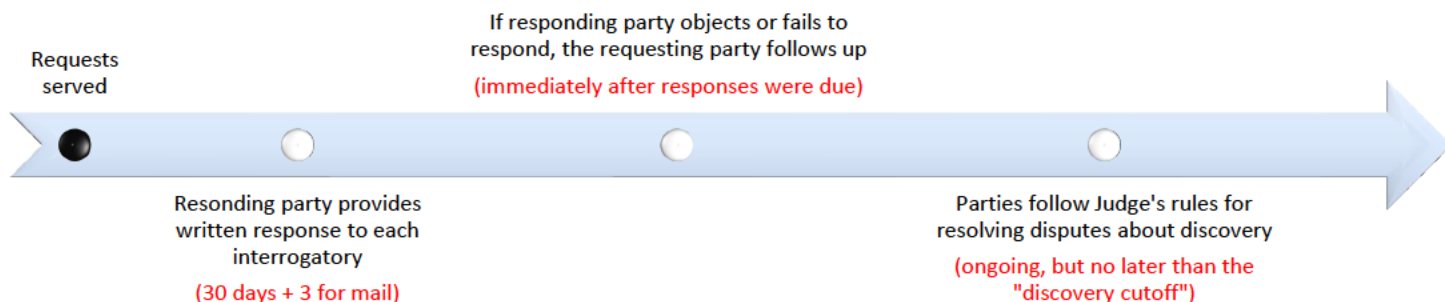 Requests
served
If responding party objects or fails to
respond, the requesting party follows up
(immediately after responses were due)
Resonding party provides
written response to each
interrogatory
(30 days + 3 for mail)
Parties follow Judge's rules for
resolving disputes about discovery
(ongoing, but no later than the
"discovery cutoff")